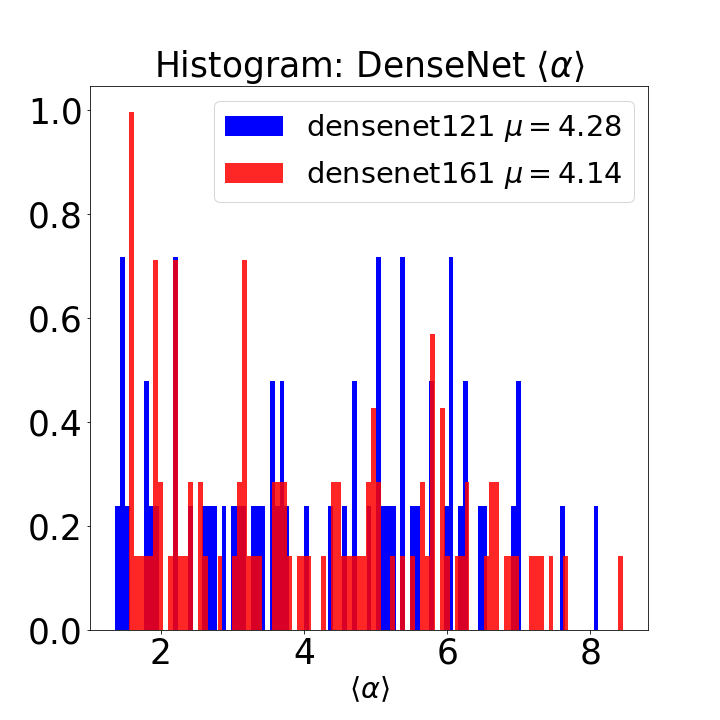 Histogram: DenseNet ⟨α⟩
densenet121 μ = 4.28
densenet161 μ = 4.14
1.0
0.8
0.6
0.4
0.2
0.0
2 4 6 8
⟨α⟩